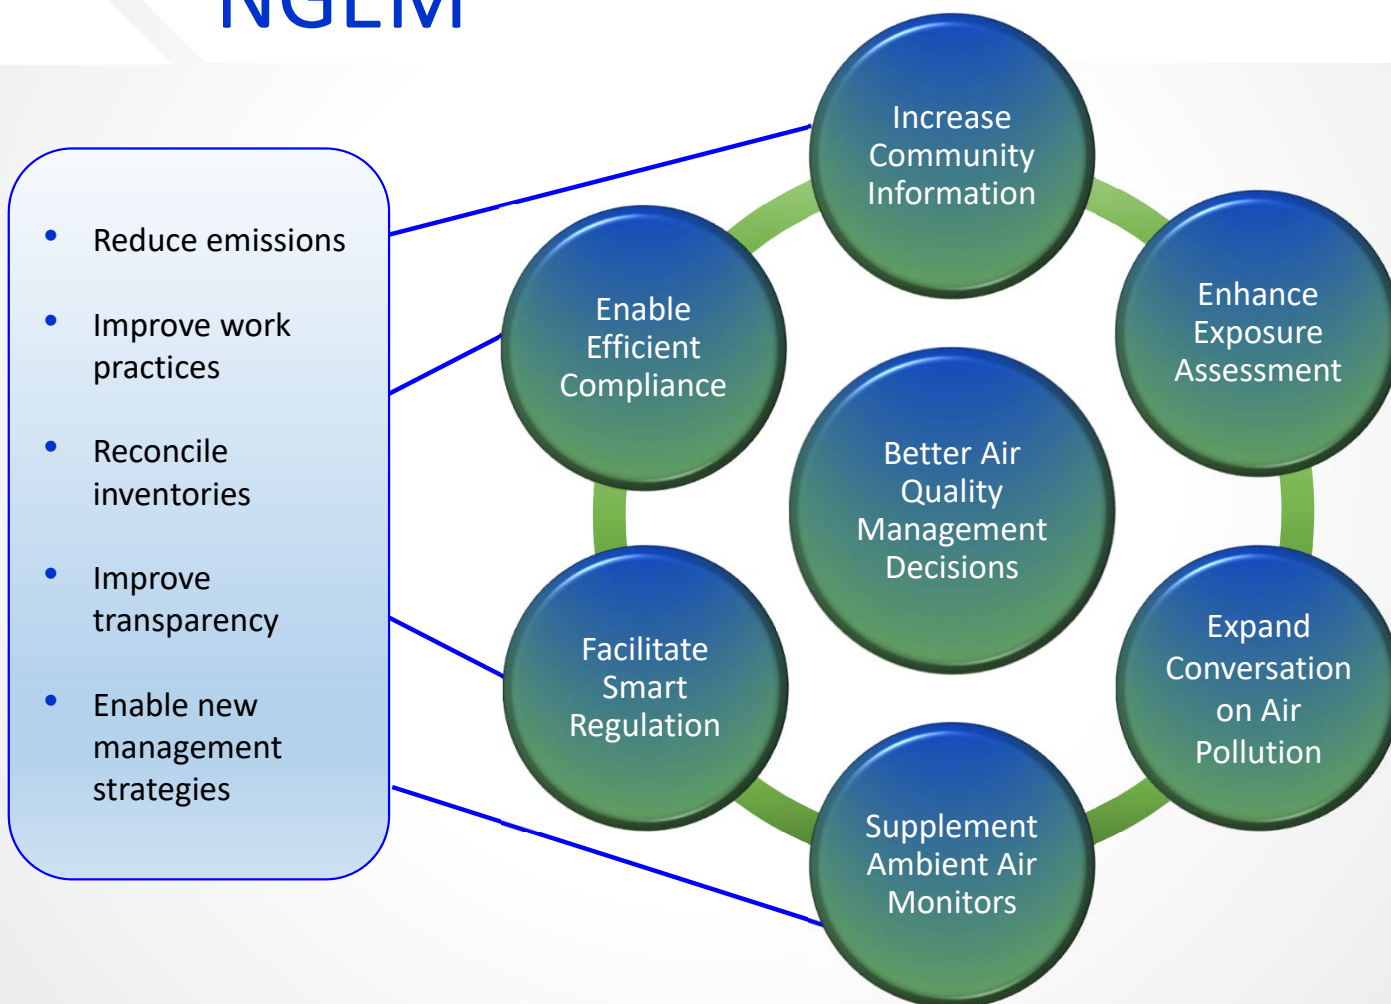 NGEM
• Reduce emissions
• Improve work
practices
• Reconcile
inventories
• Improve
transparency
• Enable new
management
strategies
Increase
Community
Information
Enhance
Exposure
Assessment
Expand
Conversation
on Air
Pollution
Supplement
Ambient Air
Monitors
Facilitate
Smart
Regulation
Enable
Efficient
Compliance
Better Air
Quality
Management
Decisions